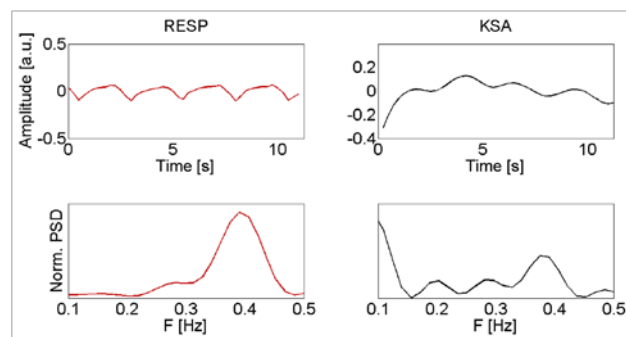 RESP
KSA
Amplitude [a.u.]
0.5
0
-0.5
0.2
0
-0.2
-0.4
0 5 10
0 5 10
Time [s]
Time [s]
Norm. PSD
0.1 0.2 0.3 0.4 0.5
0.1 0.2 0.3 0.4 0.5
F [Hz]
F [Hz]